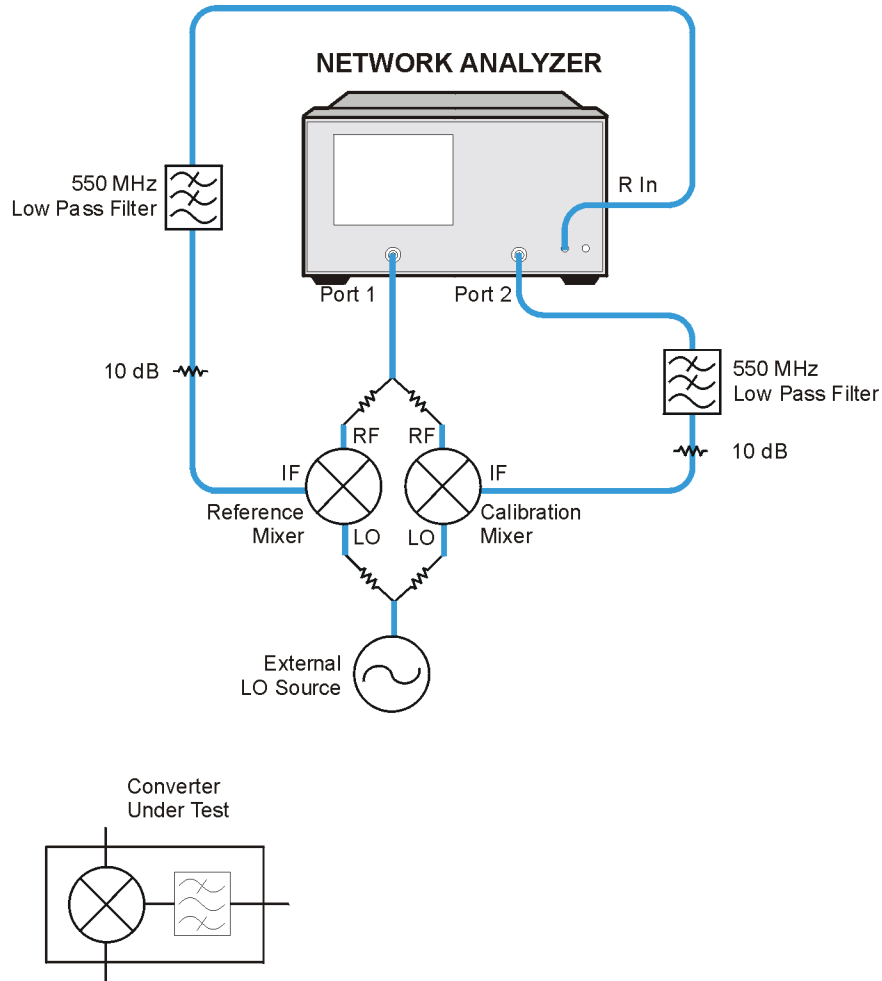 NETWORK ANALYZER
550 MHz
Low Pass Filter
R In
Port 1
Port 2
10 dB
550 MHz
Low Pass Filter
RF
RF
10 dB
IF
IF
Reference
Mixer
LO
LO
Calibration
Mixer
External
LO Source
Converter
Under Test